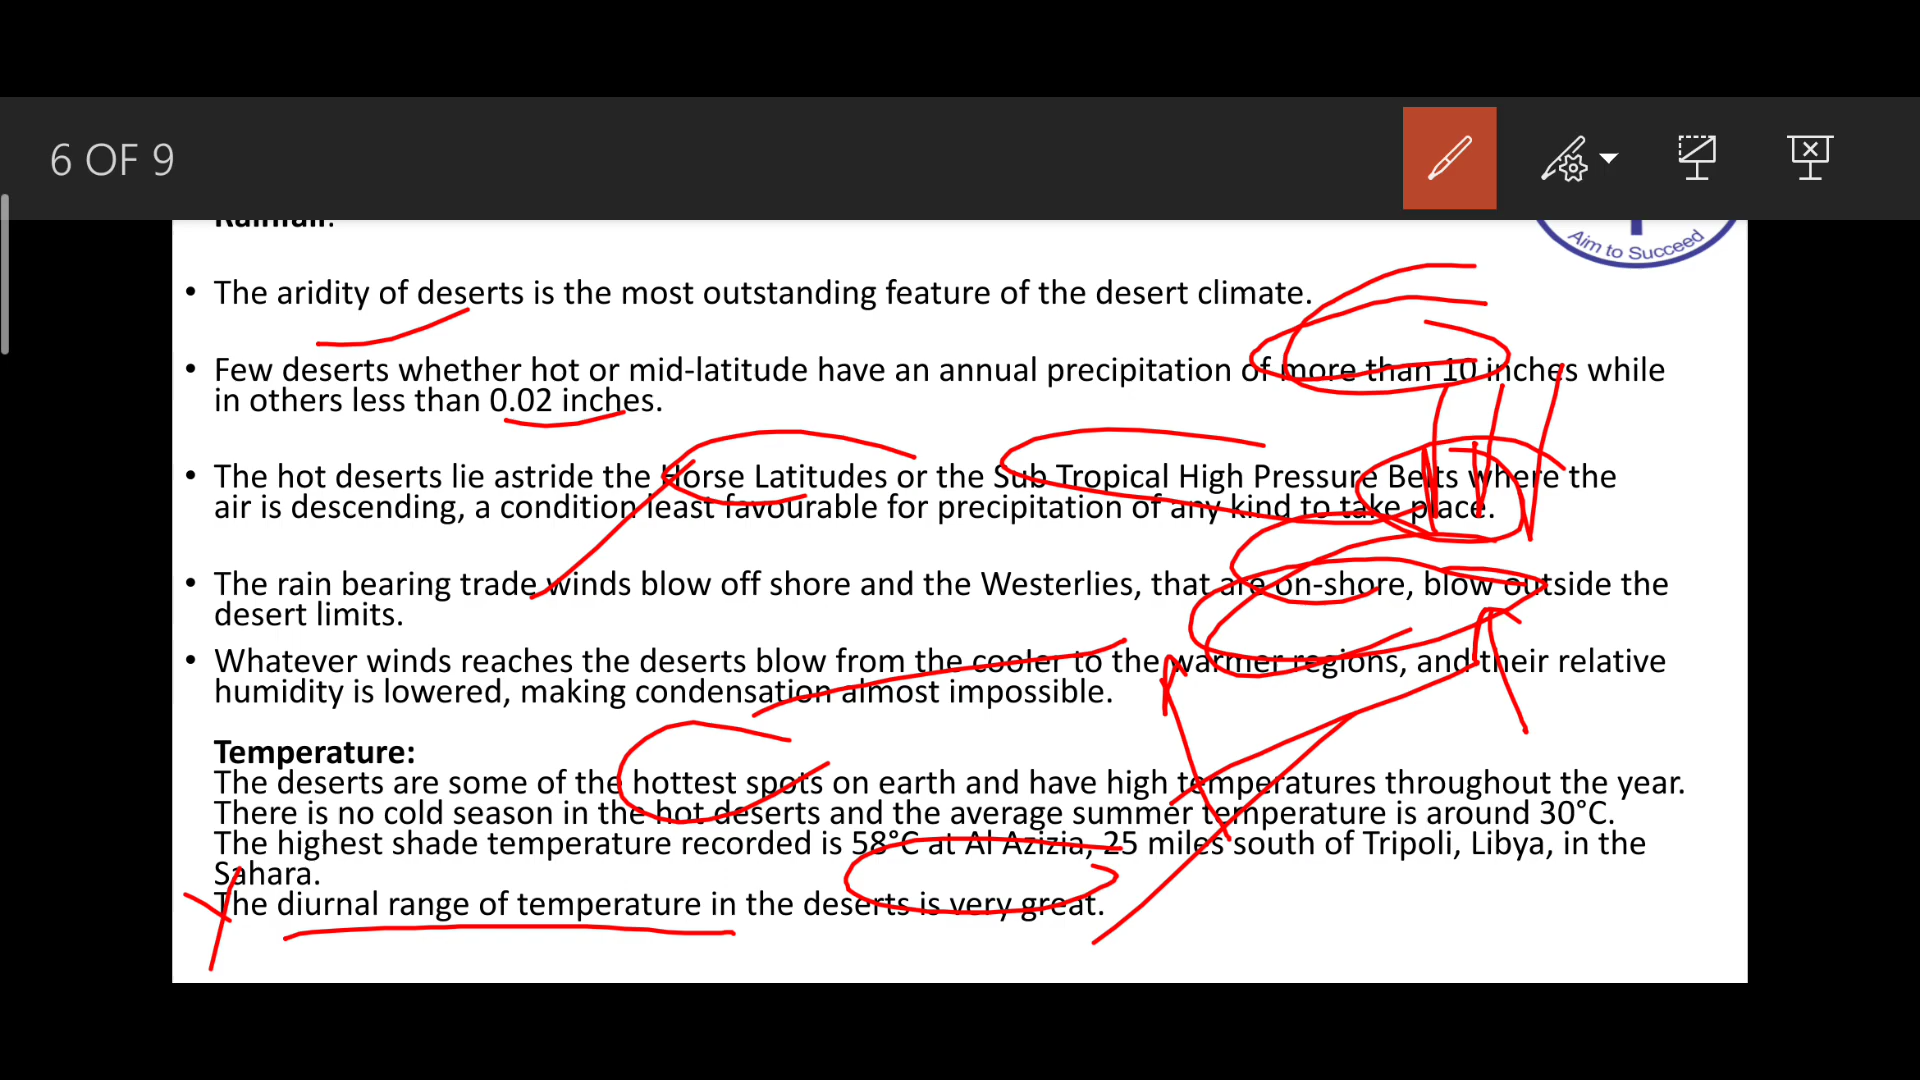 6 OF 9
Rainfall:
Aim to Succeed
• The aridity of deserts is the most outstanding feature of the desert climate.
• Few deserts whether hot or mid-latitude have an annual precipitation of more than 10 inches while
in others less than 0.02 inches.
• The hot deserts lie astride the Horse Latitudes or the Sub Tropical High Pressure Belts where the
air is descending, a condition least favourable for precipitation of any kind to take place.
• The rain bearing trade winds blow off shore and the Westerlies, that are on-shore, blow outside the
desert limits.
• Whatever winds reaches the deserts blow from the cooler to the warmer regions, and their relative
humidity is lowered, making condensation almost impossible.
Temperature:
The deserts are some of the hottest spots on earth and have high temperatures throughout the year.
There is no cold season in the hot deserts and the average summer temperature is around 30°C.
The highest shade temperature recorded is 58°C at Al Azizia, 25 miles south of Tripoli, Libya, in the
Sahara.
The diurnal range of temperature in the deserts is very great.